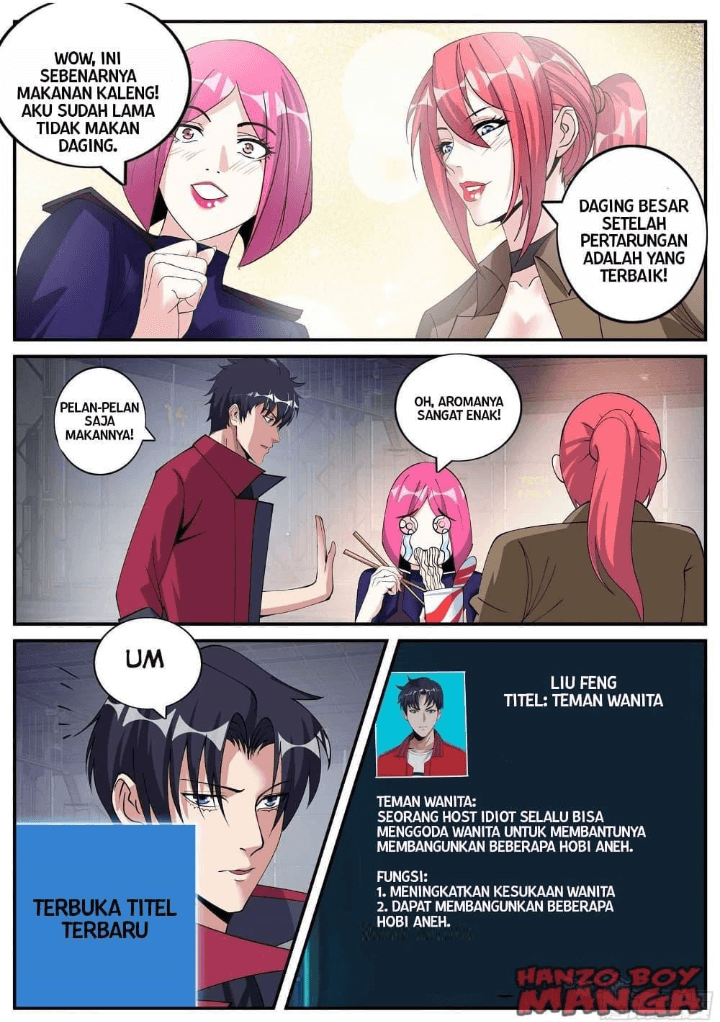 WOW, INI
SEBENARNYA
MAKANAN KALENG!
AKU SUDAH LAMA
TIDAK MAKAN
DAGING.
DAGING BESAR
SETELAH
PERTARUNGAN
ADALAH YANG
TERBAIK!
PELAN-PELAN
SAJA
MAKANNYA!
OH, AROMANYA
SANGAT ENAK!
14
UM
TERBUKA TITEL
TERBARU
LIU FENG
TITEL: TEMAN WANITA
TEMAN WANITA:
SEORANG HOST IDIOT SELALU BISA
MENGGODA WANITA UNTUK MEMBANTUNYA
MEMBANGUNKAN BEBERAPA HOBI ANEH.
FUNGSI:
1. MENINGKATKAN KESUKAAN WANITA
2. DAPAT MEMBANGUNKAN BEBERAPA
HOBI ANEH.
HANZO BOY
MANGA